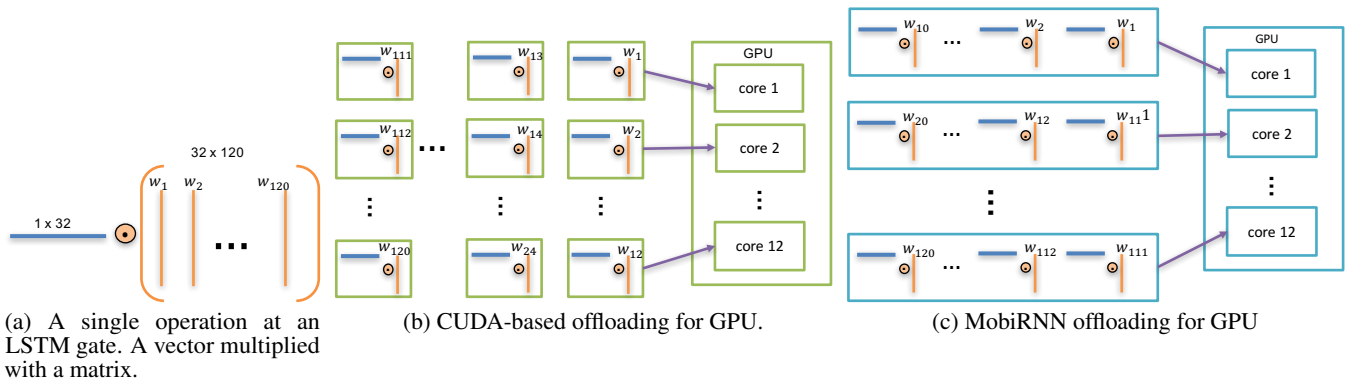 32 x 120
w₁ w₂ w₁₂₀
1 x 32
...
(a) A single operation at an
LSTM gate. A vector multiplied
with a matrix.
w₁₁₁ w₁₃ w₁
w₁₁₂ ... w₁₄ w₂
w₁₂₀ w₂₄ w₁₂
GPU
core 1
core 2
core 12
(b) CUDA-based offloading for GPU.
w₁₀ ... w₂ w₁
w₂₀ ... w₁₂ w₁₁1
w₁₂₀ ... w₁₁₂ w₁₁₁
GPU
core 1
core 2
core 12
(c) MobiRNN offloading for GPU